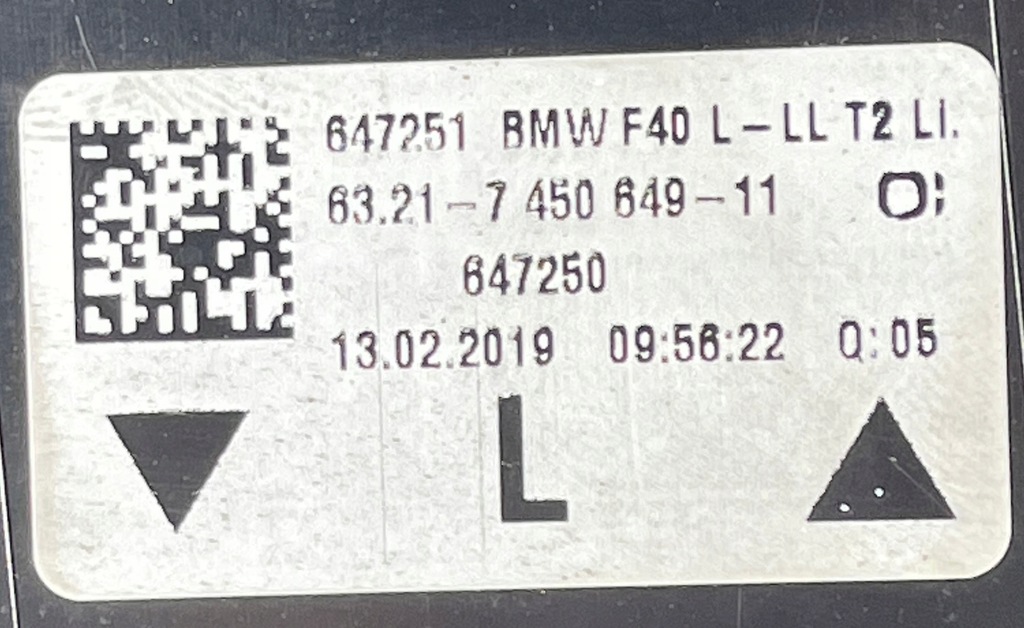 647251 BMW F40 L-LL T2 LI.
63.21-7 450 649-11
647250
13.02.2019 09:56:22 Q:05
L